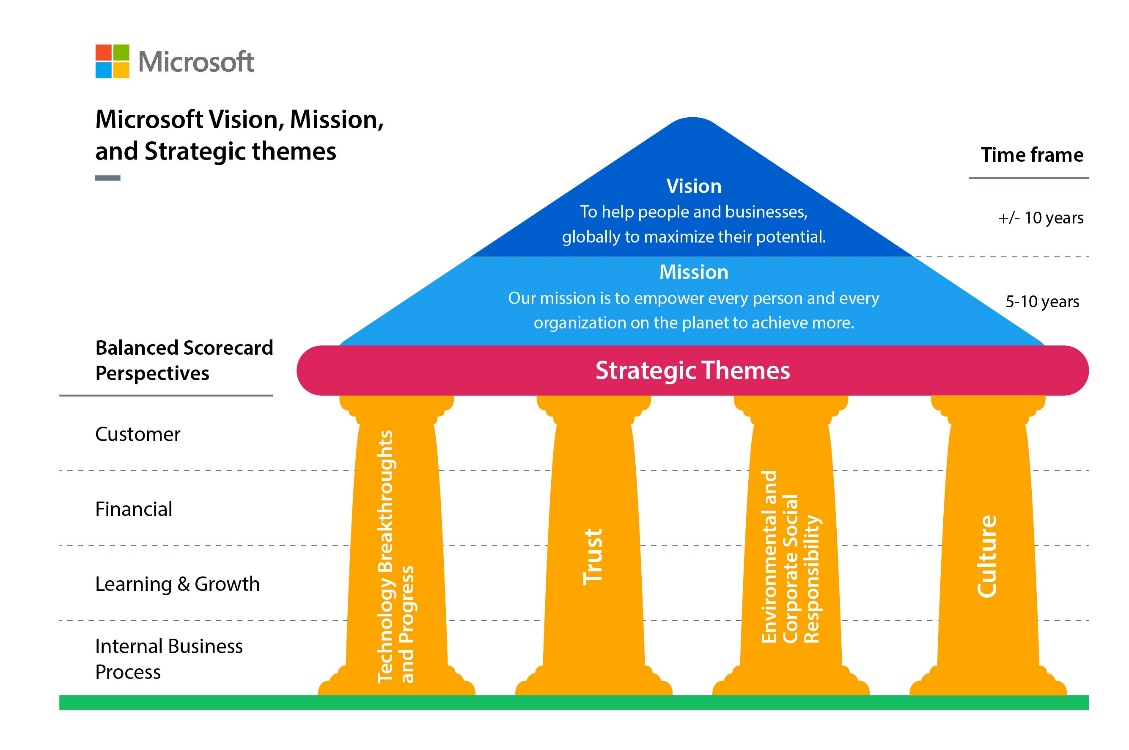 Microsoft
Microsoft Vision, Mission,
and Strategic themes
Time frame
Vision
To help people and businesses,
globally to maximize their potential.
+/- 10 years
Mission
Our mission is to empower every person and every
organization on the planet to achieve more.
5-10 years
Balanced Scorecard
Perspectives
Strategic Themes
Customer
Financial
Learning & Growth
Internal Business
Process
Technology Breakthroughts
and Progress
Trust
Environmental and
Corporate Social
Responsibility
Culture